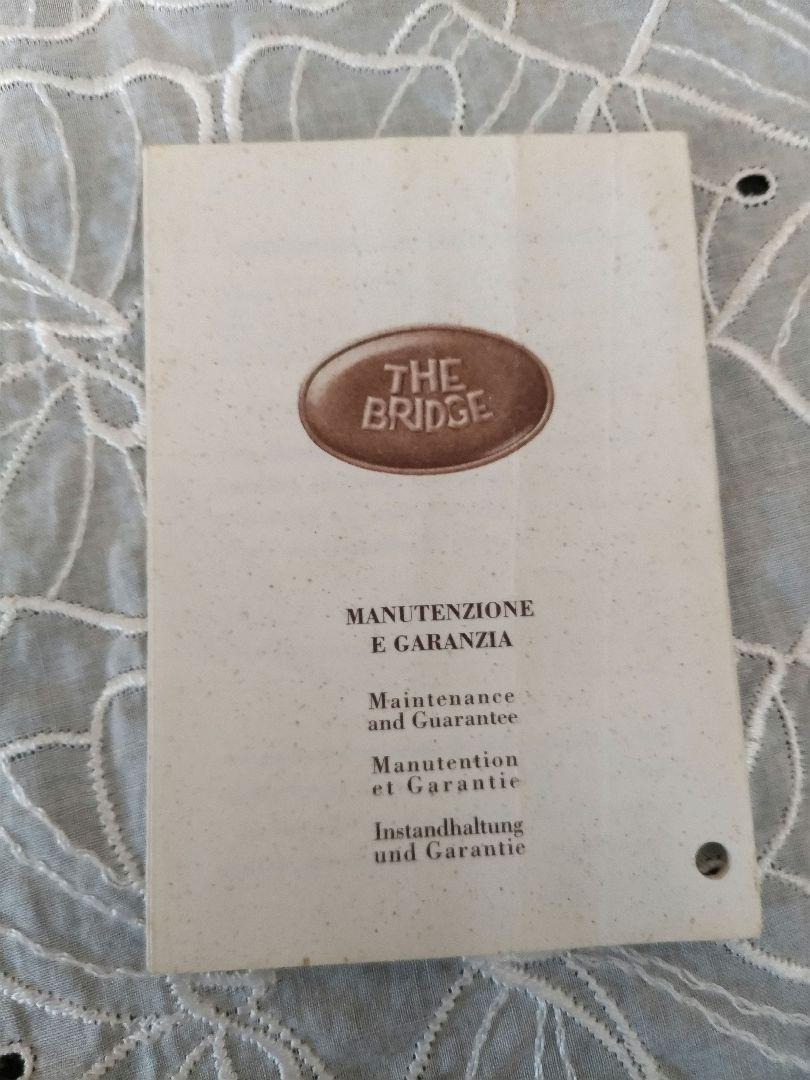 THE
BRIDGE
MANUTENZIONE
E GARANZIA
Maintenance
and Guarantee
Manutention
et Garantie
Instandhaltung
und Garantie